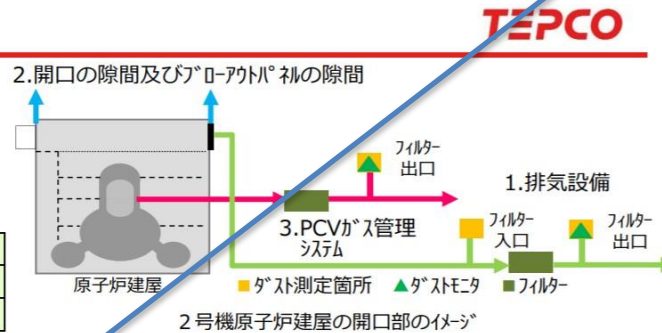 TEPCO
2.開口の隙間及びブローアウトパネルの隙間
フィルター
出口
1.排気設備
3.PCVガス管理
システム
フィルター
入口
フィルター
出口
原子炉建屋
■ダスト測定箇所 ▲ダストモニタ ■フィルター
2号機原子炉建屋の開口部のイメージ